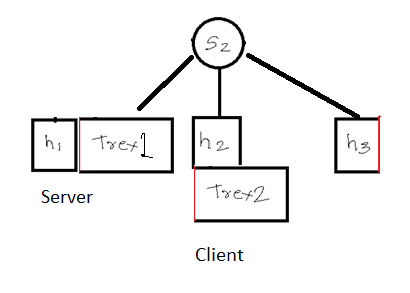 S2
h1 Trex1 h2 h3
Trex2
Server
Client